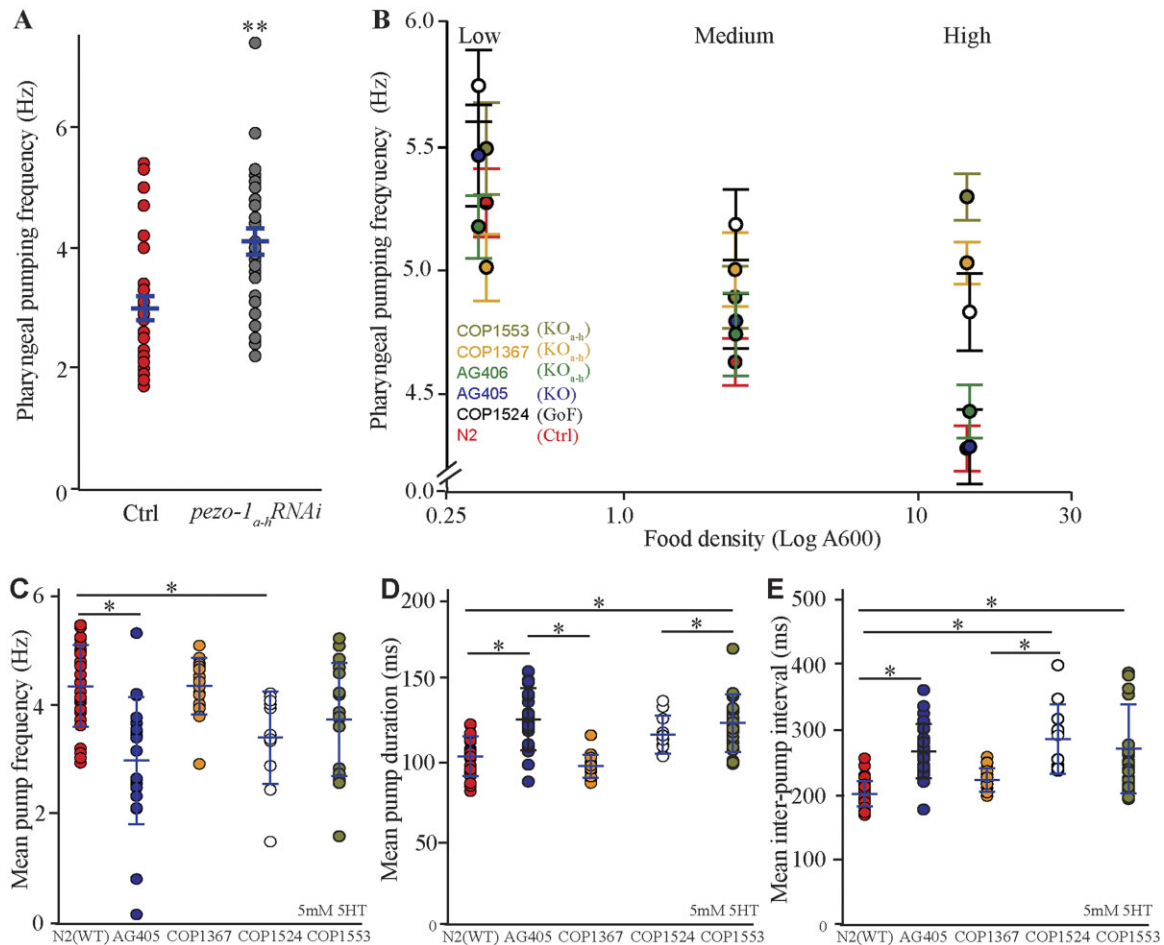 A
**
Pharyngeal pumping frequency (Hz)
6
4
2
0
Ctrl
pezo-1a-hRNAi
B
Pharyngeal pumping freqyuency (Hz)
6.0
5.5
5.0
4.5
0.0
Low
Medium
High
COP1553 (KOa-h)
COP1367 (KOa-h)
AG406 (KOa-h)
AG405 (KO)
COP1524 (GoF)
N2 (Ctrl)
0.25 1.0 10 30
Food density (Log A600)
C
Mean pump frequency (Hz)
6
4
2
0
*
*
5mM 5HT
N2(WT) AG405 COP1367 COP1524 COP1553
D
Mean pump duration (ms)
200
150
100
50
0
*
*
*
*
5mM 5HT
N2(WT) AG405 COP1367 COP1524 COP1553
E
Mean inter-pump interval (ms)
500
400
300
200
100
0
*
*
*
*
5mM 5HT
N2(WT) AG405 COP1367 COP1524 COP1553